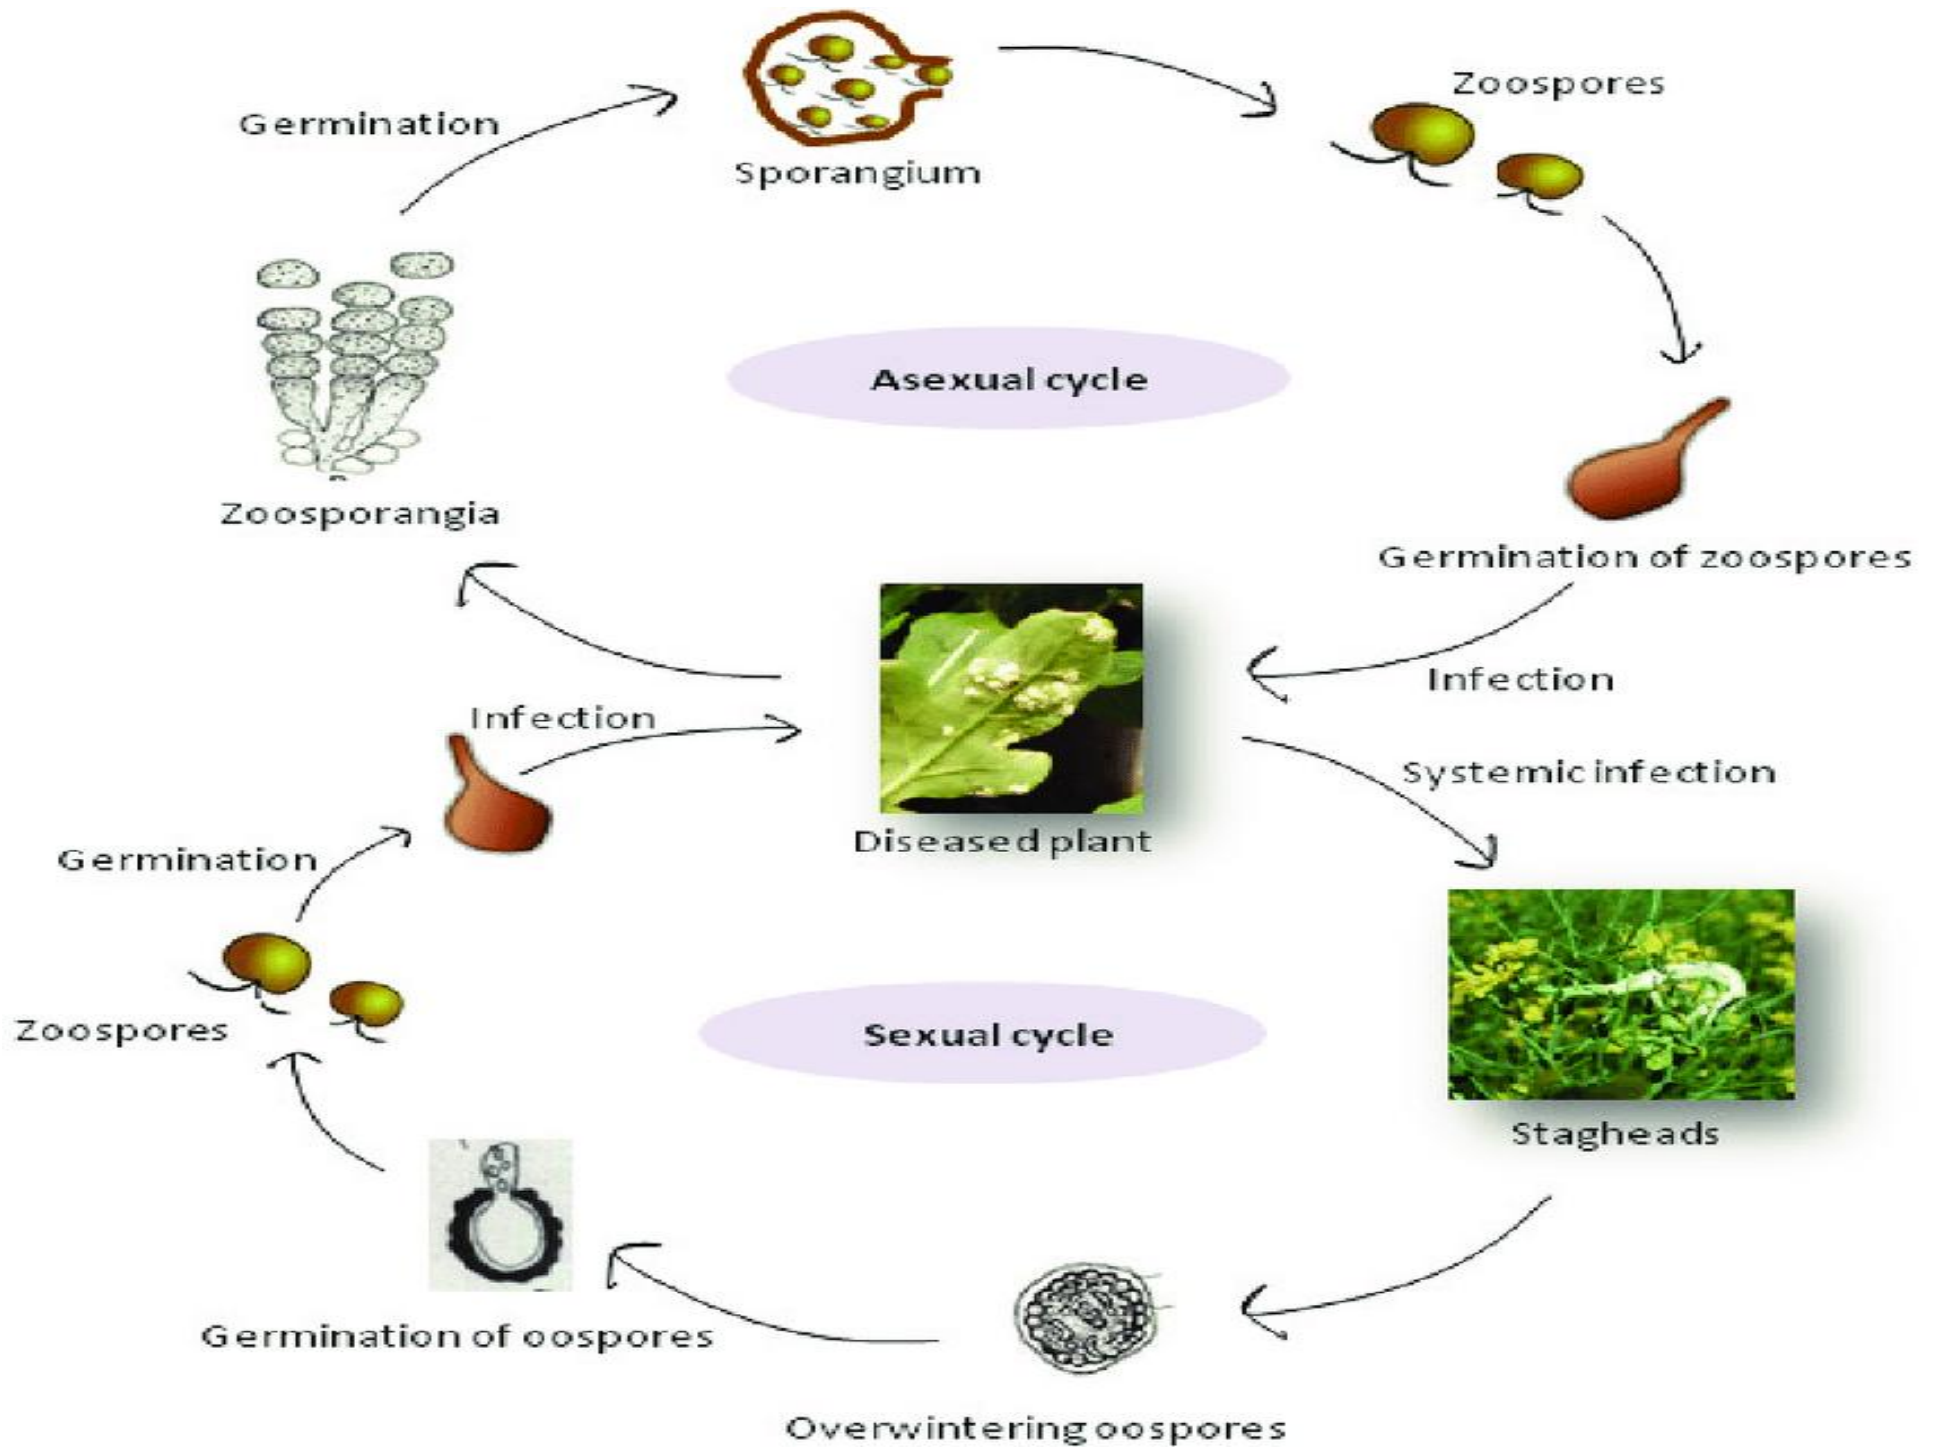 Zoospores
Germination
Sporangium
Asexual cycle
Zoosporangia
Germination of zoospores
Infection
Infection
Systemic infection
Diseased plant
Germination
Zoospores
Sexual cycle
Stagheads
Germination of oospores
Overwintering oospores